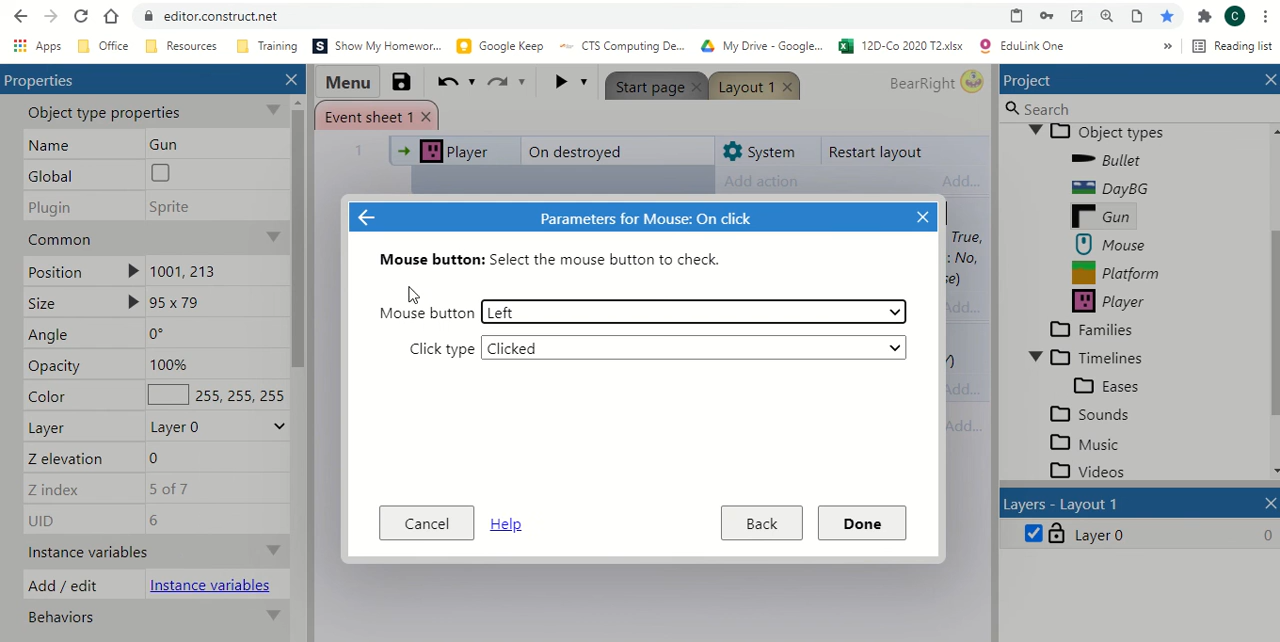 editor.construct.net
C
Apps
Office
Resources
Training
S
Show My Homewor...
Google Keep
CTS Computing De...
My Drive - Google...
12D-Co 2020 T2.xlsx
EduLink One
»
Reading list
Properties
Menu
Start page
Layout 1
BearRight
Project
Event sheet 1
Search
Object type properties
Name
Gun
Global
Plugin
Sprite
Common
Position
1001, 213
Size
95 x 79
Angle
0°
Opacity
100%
Color
255, 255, 255
Layer
Layer 0
Z elevation
0
Z index
5 of 7
UID
6
Instance variables
Add / edit
Instance variables
Behaviors
1
Player
On destroyed
System
Restart layout
Add action
Add...
True,
: No,
se)
Add...
Add...
Add...
Parameters for Mouse: On click
Mouse button: Select the mouse button to check.
Mouse button
Left
Click type
Clicked
Cancel
Help
Back
Done
Object types
Bullet
DayBG
Gun
Mouse
Platform
Player
Families
Timelines
Eases
Sounds
Music
Videos
Layers - Layout 1
Layer 0
0